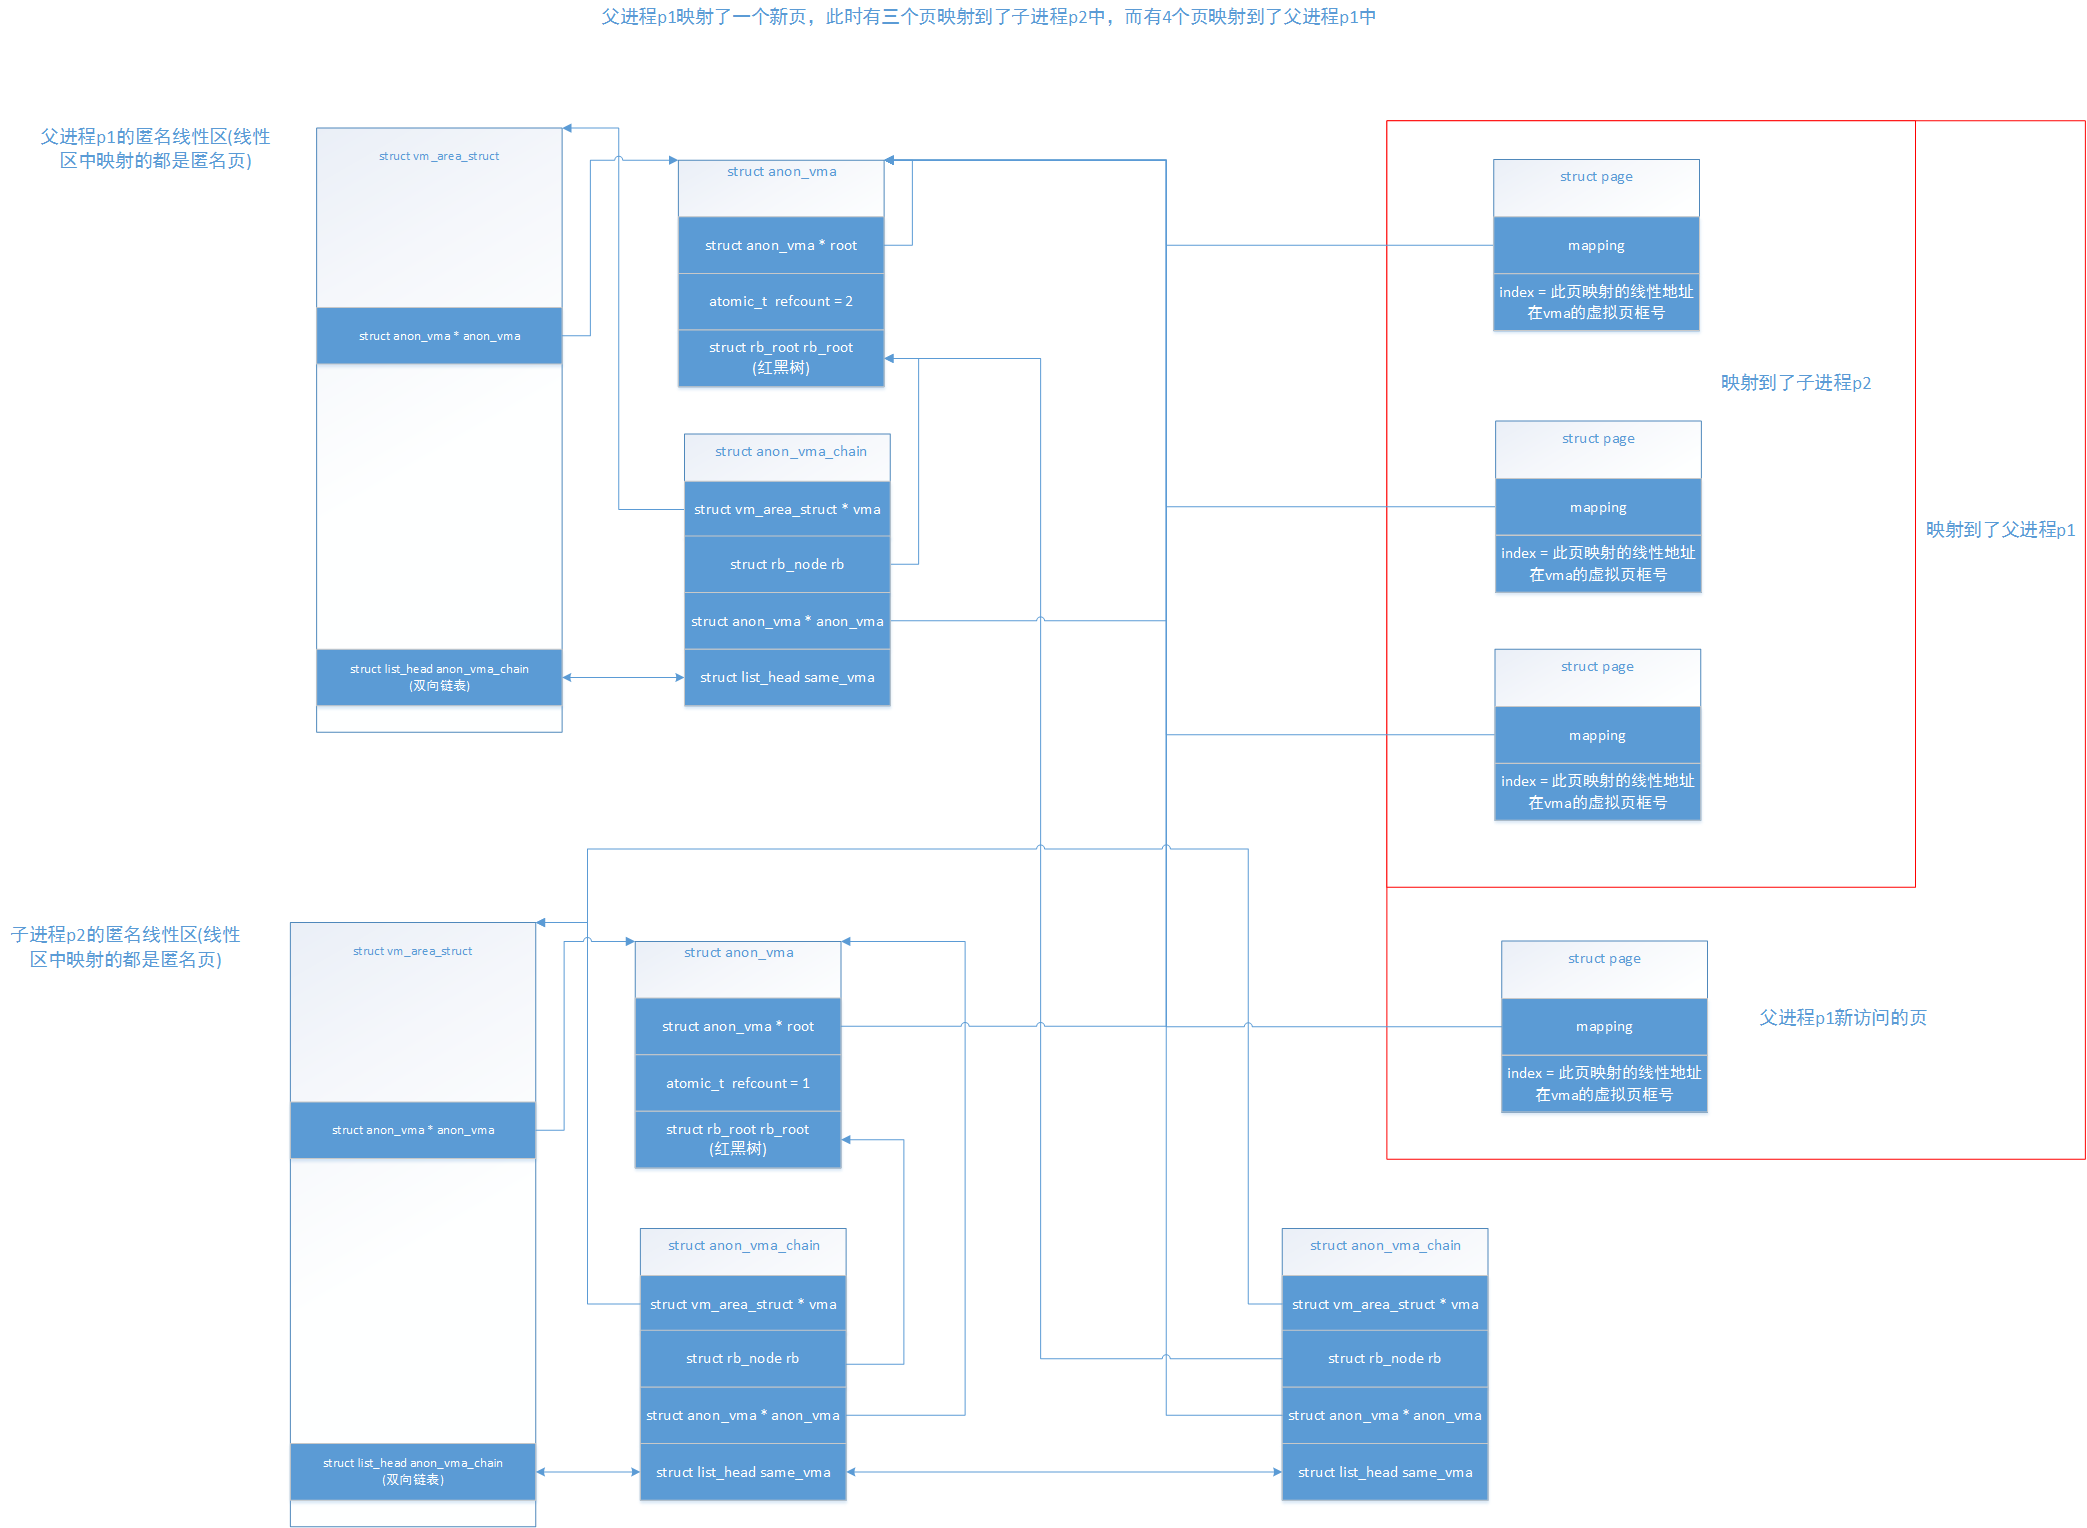 父进程p1映射了一个新页，此时有三个页映射到了子进程p2中，而有4个页映射到了父进程p1中
父进程p1的匿名线性区(线性
区中映射的都是匿名页)
struct vm_area_struct
struct anon_vma * anon_vma
struct list_head anon_vma_chain
(双向链表)
struct anon_vma
struct anon_vma * root
atomic_t  refcount = 2
struct rb_root rb_root
(红黑树)
struct anon_vma_chain
struct vm_area_struct * vma
struct rb_node rb
struct anon_vma * anon_vma
struct list_head same_vma
struct page
mapping
index = 此页映射的线性地址
在vma的虚拟页框号
映射到了子进程p2
struct page
mapping
index = 此页映射的线性地址
在vma的虚拟页框号
映射到了父进程p1
struct page
mapping
index = 此页映射的线性地址
在vma的虚拟页框号
子进程p2的匿名线性区(线性
区中映射的都是匿名页)
struct vm_area_struct
struct anon_vma * anon_vma
struct list_head anon_vma_chain
(双向链表)
struct anon_vma
struct anon_vma * root
atomic_t  refcount = 1
struct rb_root rb_root
(红黑树)
struct page
mapping
index = 此页映射的线性地址
在vma的虚拟页框号
父进程p1新访问的页
struct anon_vma_chain
struct vm_area_struct * vma
struct rb_node rb
struct anon_vma * anon_vma
struct list_head same_vma
struct anon_vma_chain
struct vm_area_struct * vma
struct rb_node rb
struct anon_vma * anon_vma
struct list_head same_vma